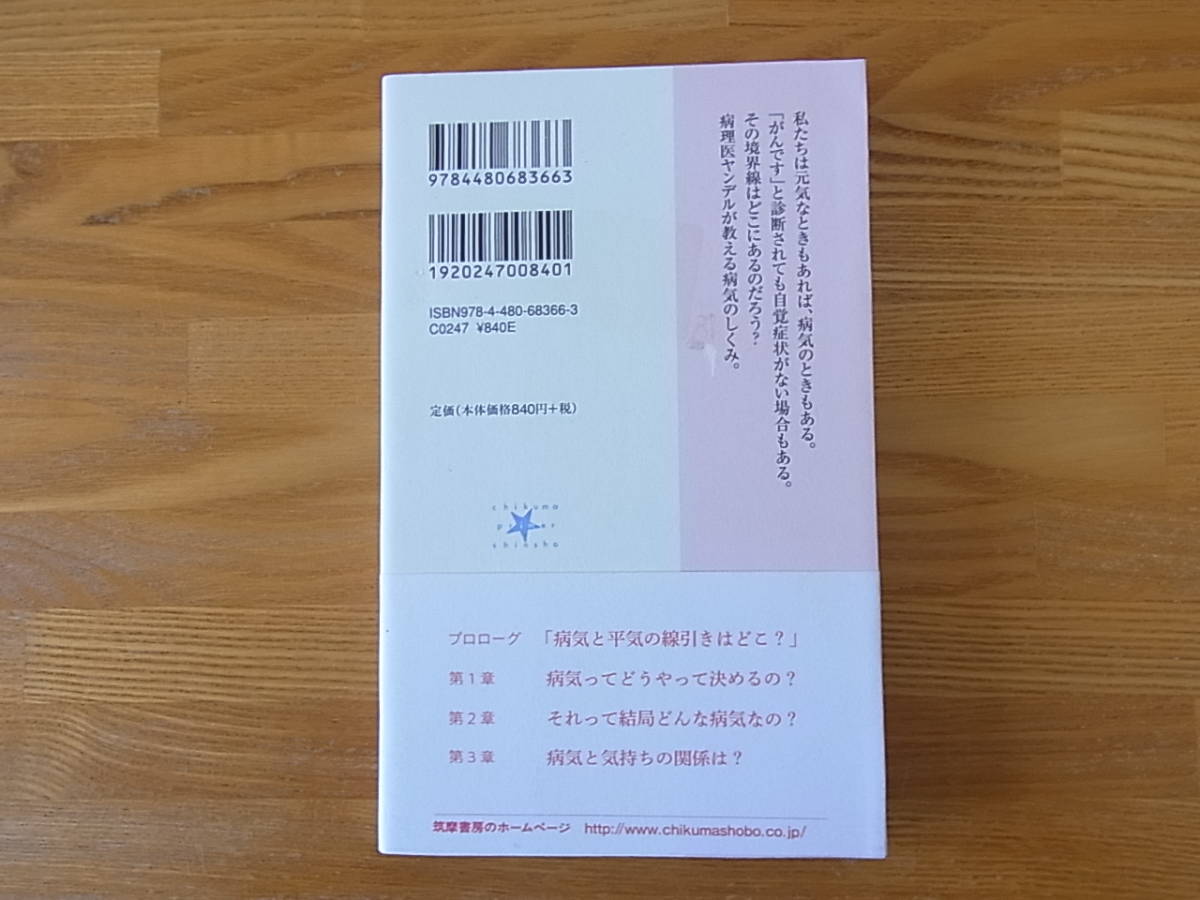 私たちは元気なときもあれば、病気のときもある。
「がんです」と診断されても自覚症状がない場合もある。
その境界線はどこにあるのだろう？
病理医ヤンデルが教える病気のしくみ。
9784480683663
1920247008401
ISBN978-4-480-68366-3
C0247 ¥840E
定価(本体価格840円+税)
chikuma
primer
shinsho
プロローグ 「病気と平気の線引きはどこ？」
第1章 病気ってどうやって決めるの？
第2章 それって結局どんな病気なの？
第3章 病気と気持ちの関係は？
筑摩書房のホームページ http://www.chikumashobo.co.jp/